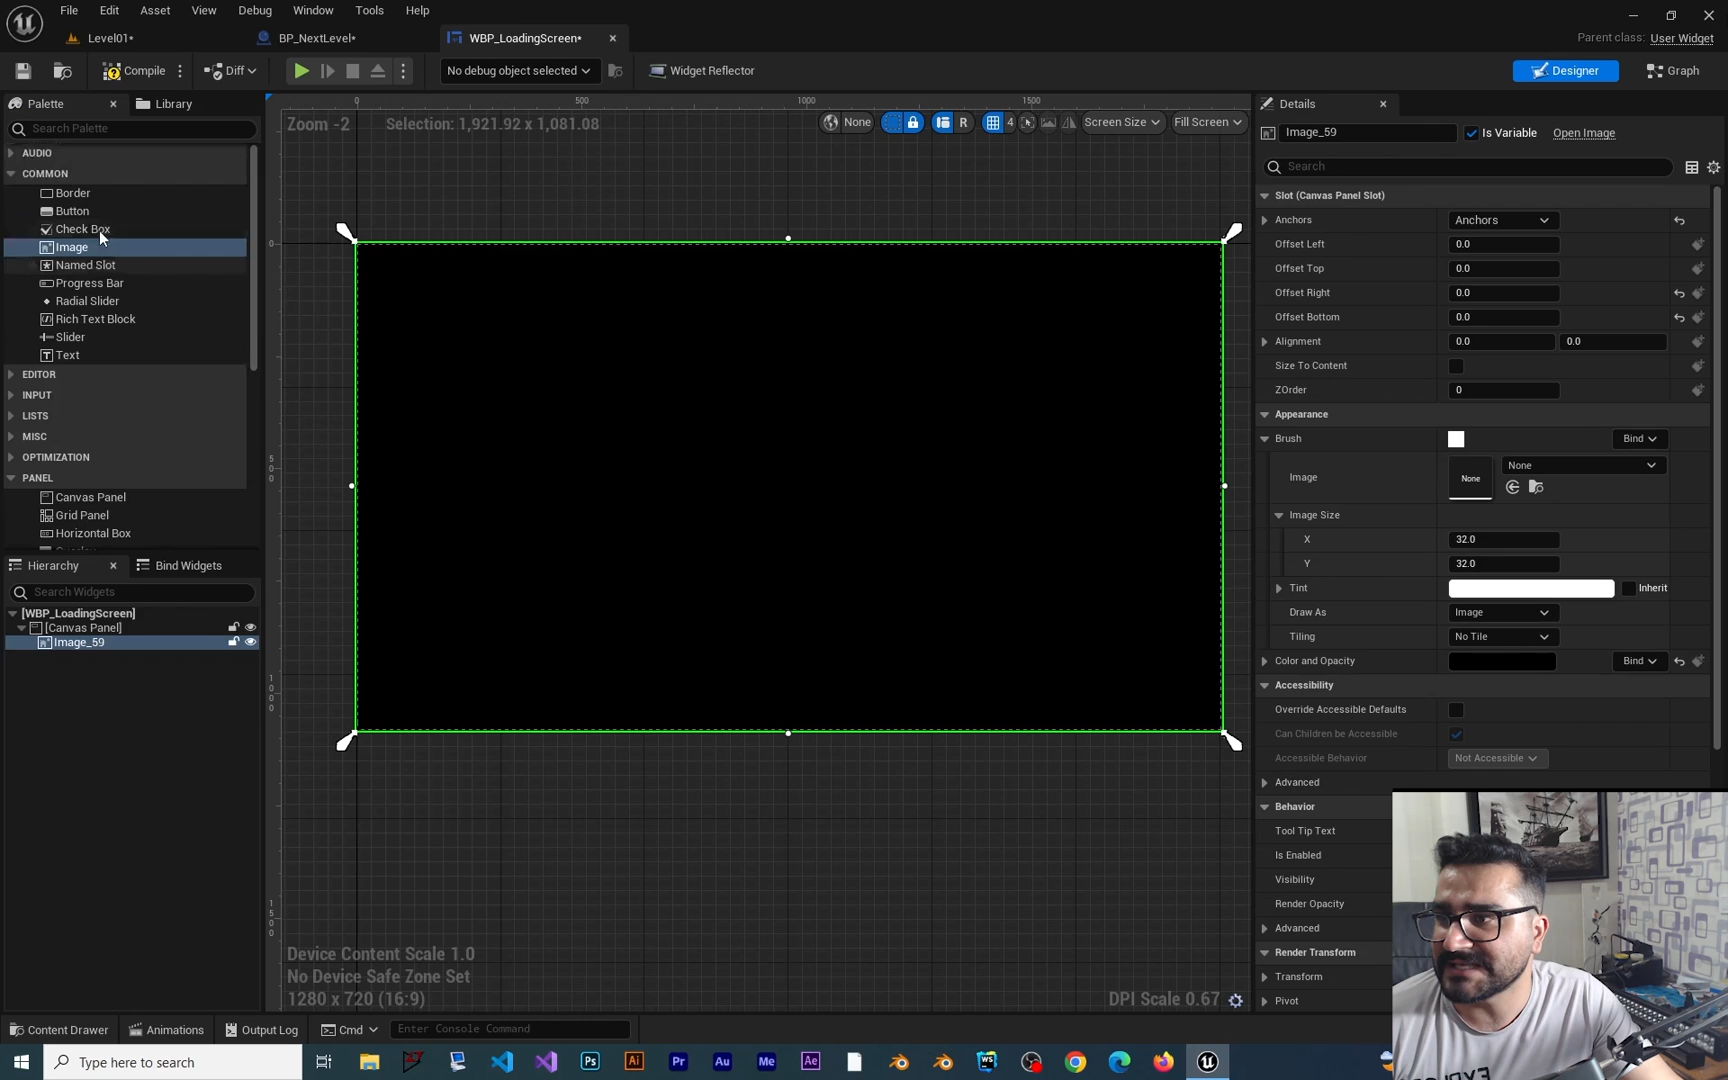 File Edit Asset View Debug Window Tools Help
Level01* BP_NextLevel* WBP_LoadingScreen*
Parent class: User Widget
Compile Diff No debug object selected Widget Reflector Designer Graph
Palette Library
Search Palette
AUDIO
COMMON
Border
Button
Check Box
Image
Named Slot
Progress Bar
Radial Slider
Rich Text Block
Slider
Text
EDITOR
INPUT
LISTS
MISC
OPTIMIZATION
PANEL
Canvas Panel
Grid Panel
Horizontal Box
Hierarchy Bind Widgets
Search Widgets
[WBP_LoadingScreen]
[Canvas Panel]
Image_59
0 500 1000 1500
Zoom -2 Selection: 1,921.92 x 1,081.08
None R 4 Screen Size Fill Screen
0
500
1000
1500
Device Content Scale 1.0
No Device Safe Zone Set
1280 x 720 (16:9)
DPI Scale 0.67
Details
Image_59 Is Variable Open Image
Search
Slot (Canvas Panel Slot)
Anchors Anchors
Offset Left 0.0
Offset Top 0.0
Offset Right 0.0
Offset Bottom 0.0
Alignment 0.0 0.0
Size To Content
ZOrder 0
Appearance
Brush Bind
Image None None
Image Size
X 32.0
Y 32.0
Tint Inherit
Draw As Image
Tiling No Tile
Color and Opacity Bind
Accessibility
Override Accessible Defaults
Can Children be Accessible
Accessible Behavior Not Accessible
Advanced
Behavior
Tool Tip Text
Is Enabled
Visibility
Render Opacity
Advanced
Render Transform
Transform
Pivot
Content Drawer Animations Output Log Cmd Enter Console Command
Type here to search
Ps Ai Pr Au Me Ae